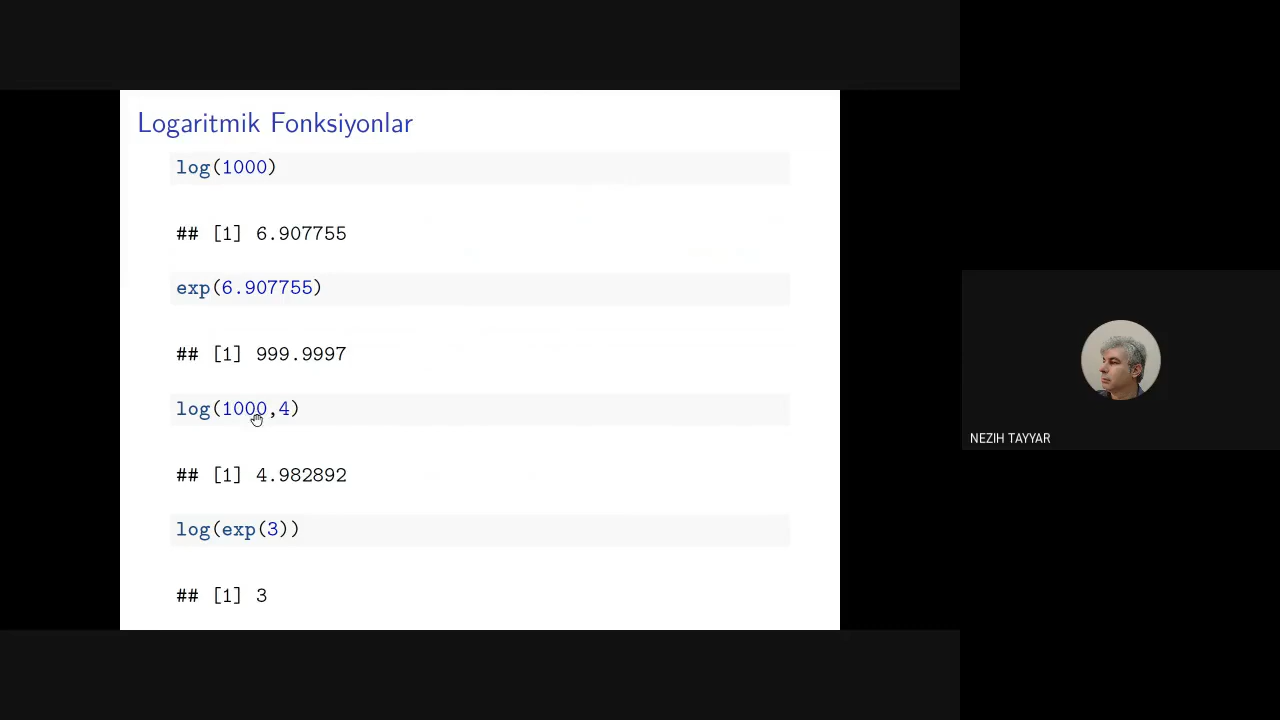 Logaritmik Fonksiyonlar
log(1000)
## [1] 6.907755
exp(6.907755)
## [1] 999.9997
log(1000,4)
## [1] 4.982892
log(exp(3))
## [1] 3
NEZIH TAYYAR